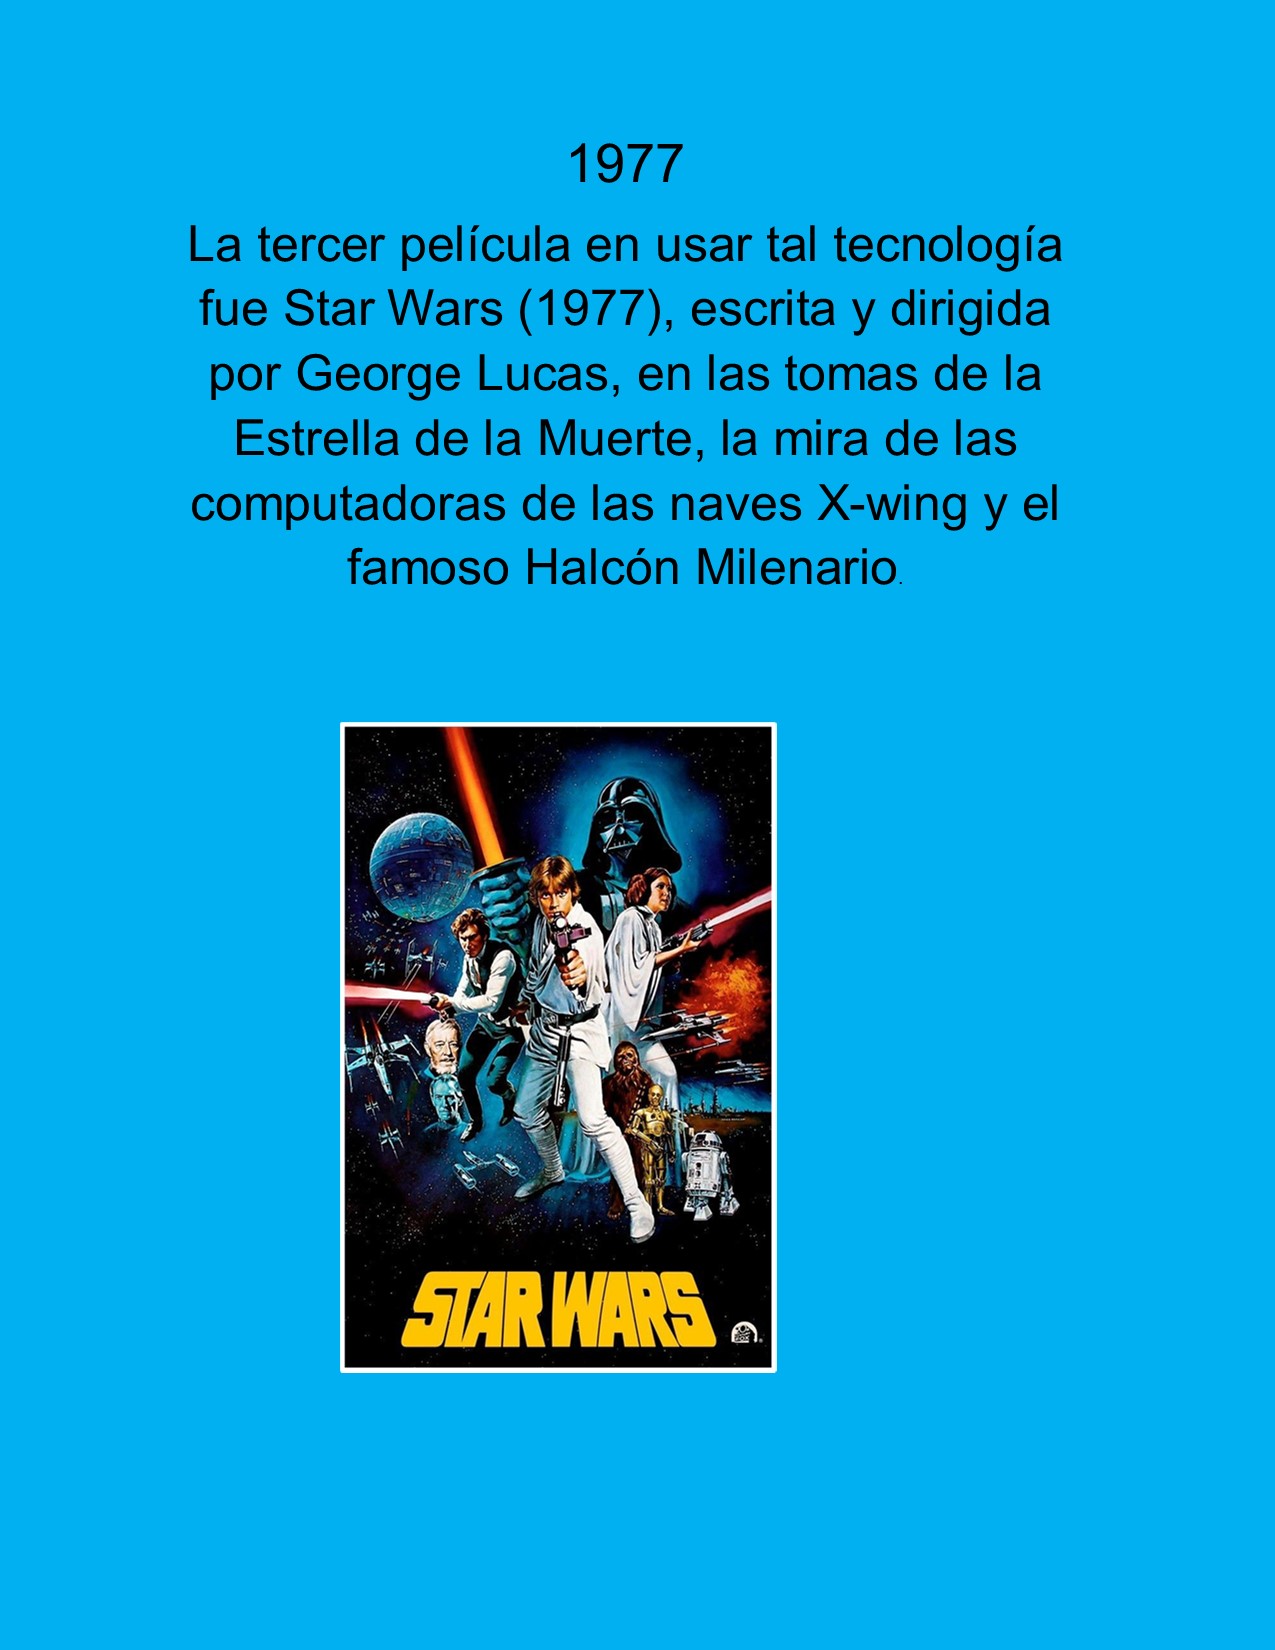 1977
La tercer película en usar tal tecnología
fue Star Wars (1977), escrita y dirigida
por George Lucas, en las tomas de la
Estrella de la Muerte, la mira de las
computadoras de las naves X-wing y el
famoso Halcón Milenario.
STAR WARS